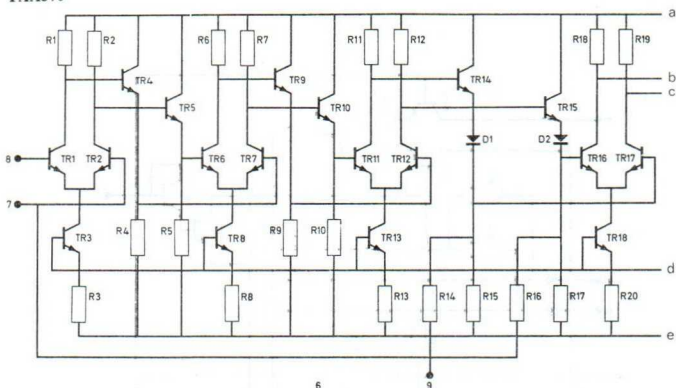 R1 R2 R6 R7 R11 R12 R18 R19 a
TR4 TR9 TR14 b
c
TR5 TR10 TR15
D1 D2
8 TR1 TR2 TR6 TR7 TR11 TR12 TR16 TR17
7
TR3 R4 R5 TR8 R9 R10 TR13 TR18
d
R3 R8 R13 R14 R15 R16 R17 R20
e
6 9